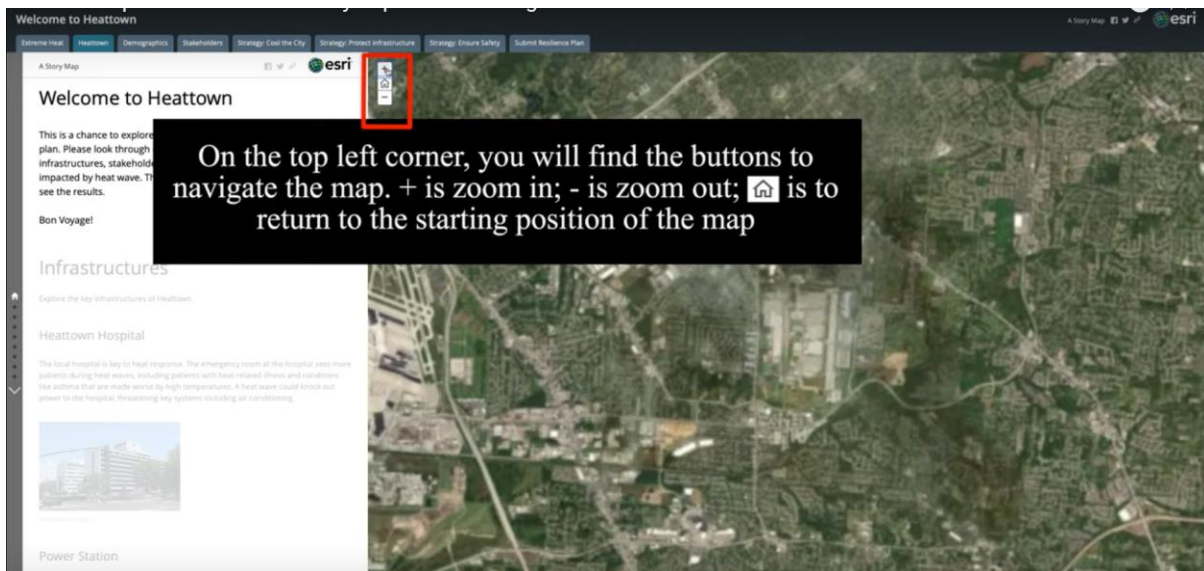 Welcome to Heattown
A Story Map
esri
Extreme Heat
Heattown
Demographics
Stakeholders
Strategy: Cool the City
Strategy: Protect Infrastructure
Strategy: Ensure Safety
Submit Resilience Plan
A Story Map
esri
+
-
Welcome to Heattown
This is a chance to explore
plan. Please look through
infrastructures, stakeholde
impacted by heat wave. Th
see the results.
Bon Voyage!
On the top left corner, you will find the buttons to
navigate the map. + is zoom in; - is zoom out; is to
return to the starting position of the map
Infrastructures
Explore the key infrastructures of Heattown.
Heattown Hospital
The local hospital is key to heat response. The emergency room at the hospital sees more
patients during heat waves, including patients with heat-related illness and conditions
like asthma that are made worse by high temperatures. A heat wave could knock out
power to the hospital, threatening key systems including air conditioning.
Power Station